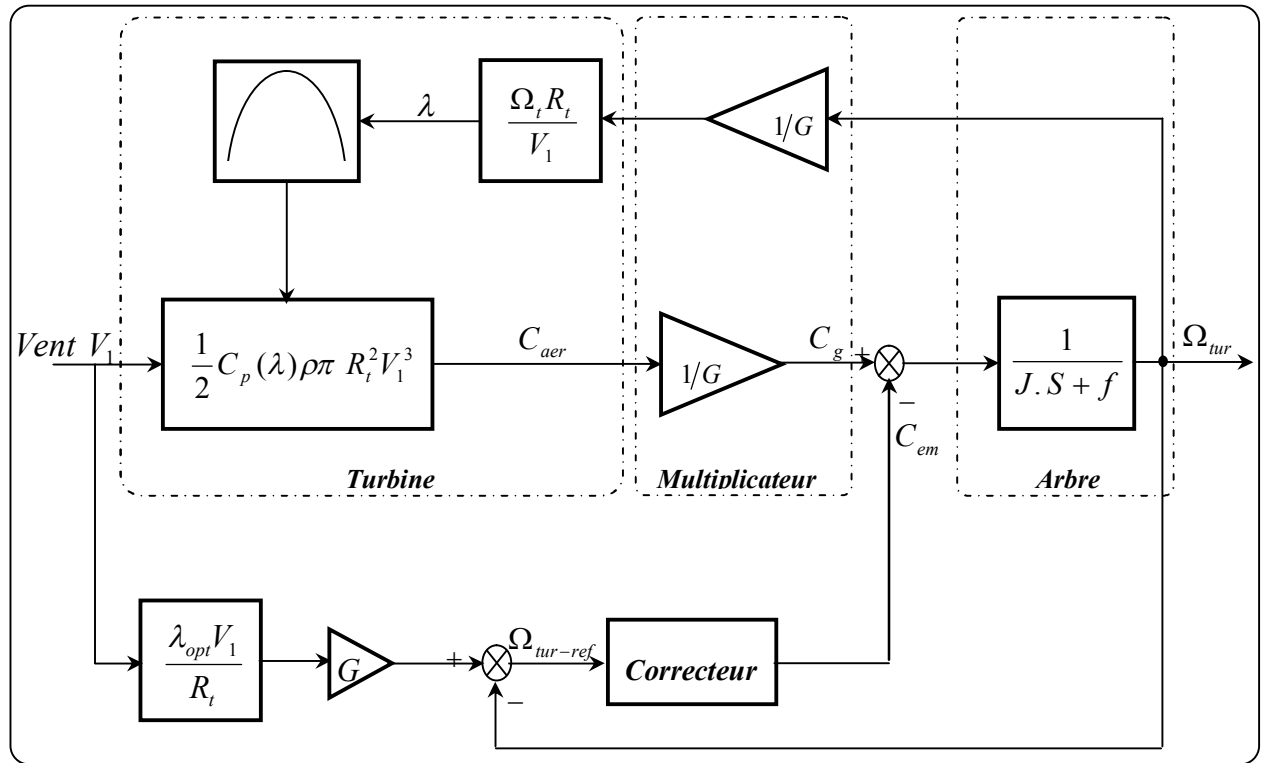 λ
Ω_t R_t / V_1
1/G
Vent V_1
1/2 C_p(λ)ρπ R_t^2 V_1^3
C_aer
1/G
C_g +
−
C_em
1 / J.S + f
Ω_tur
Turbine
Multiplicateur
Arbre
λ_opt V_1 / R_t
G
+
−
Ω_tur-ref
Correcteur